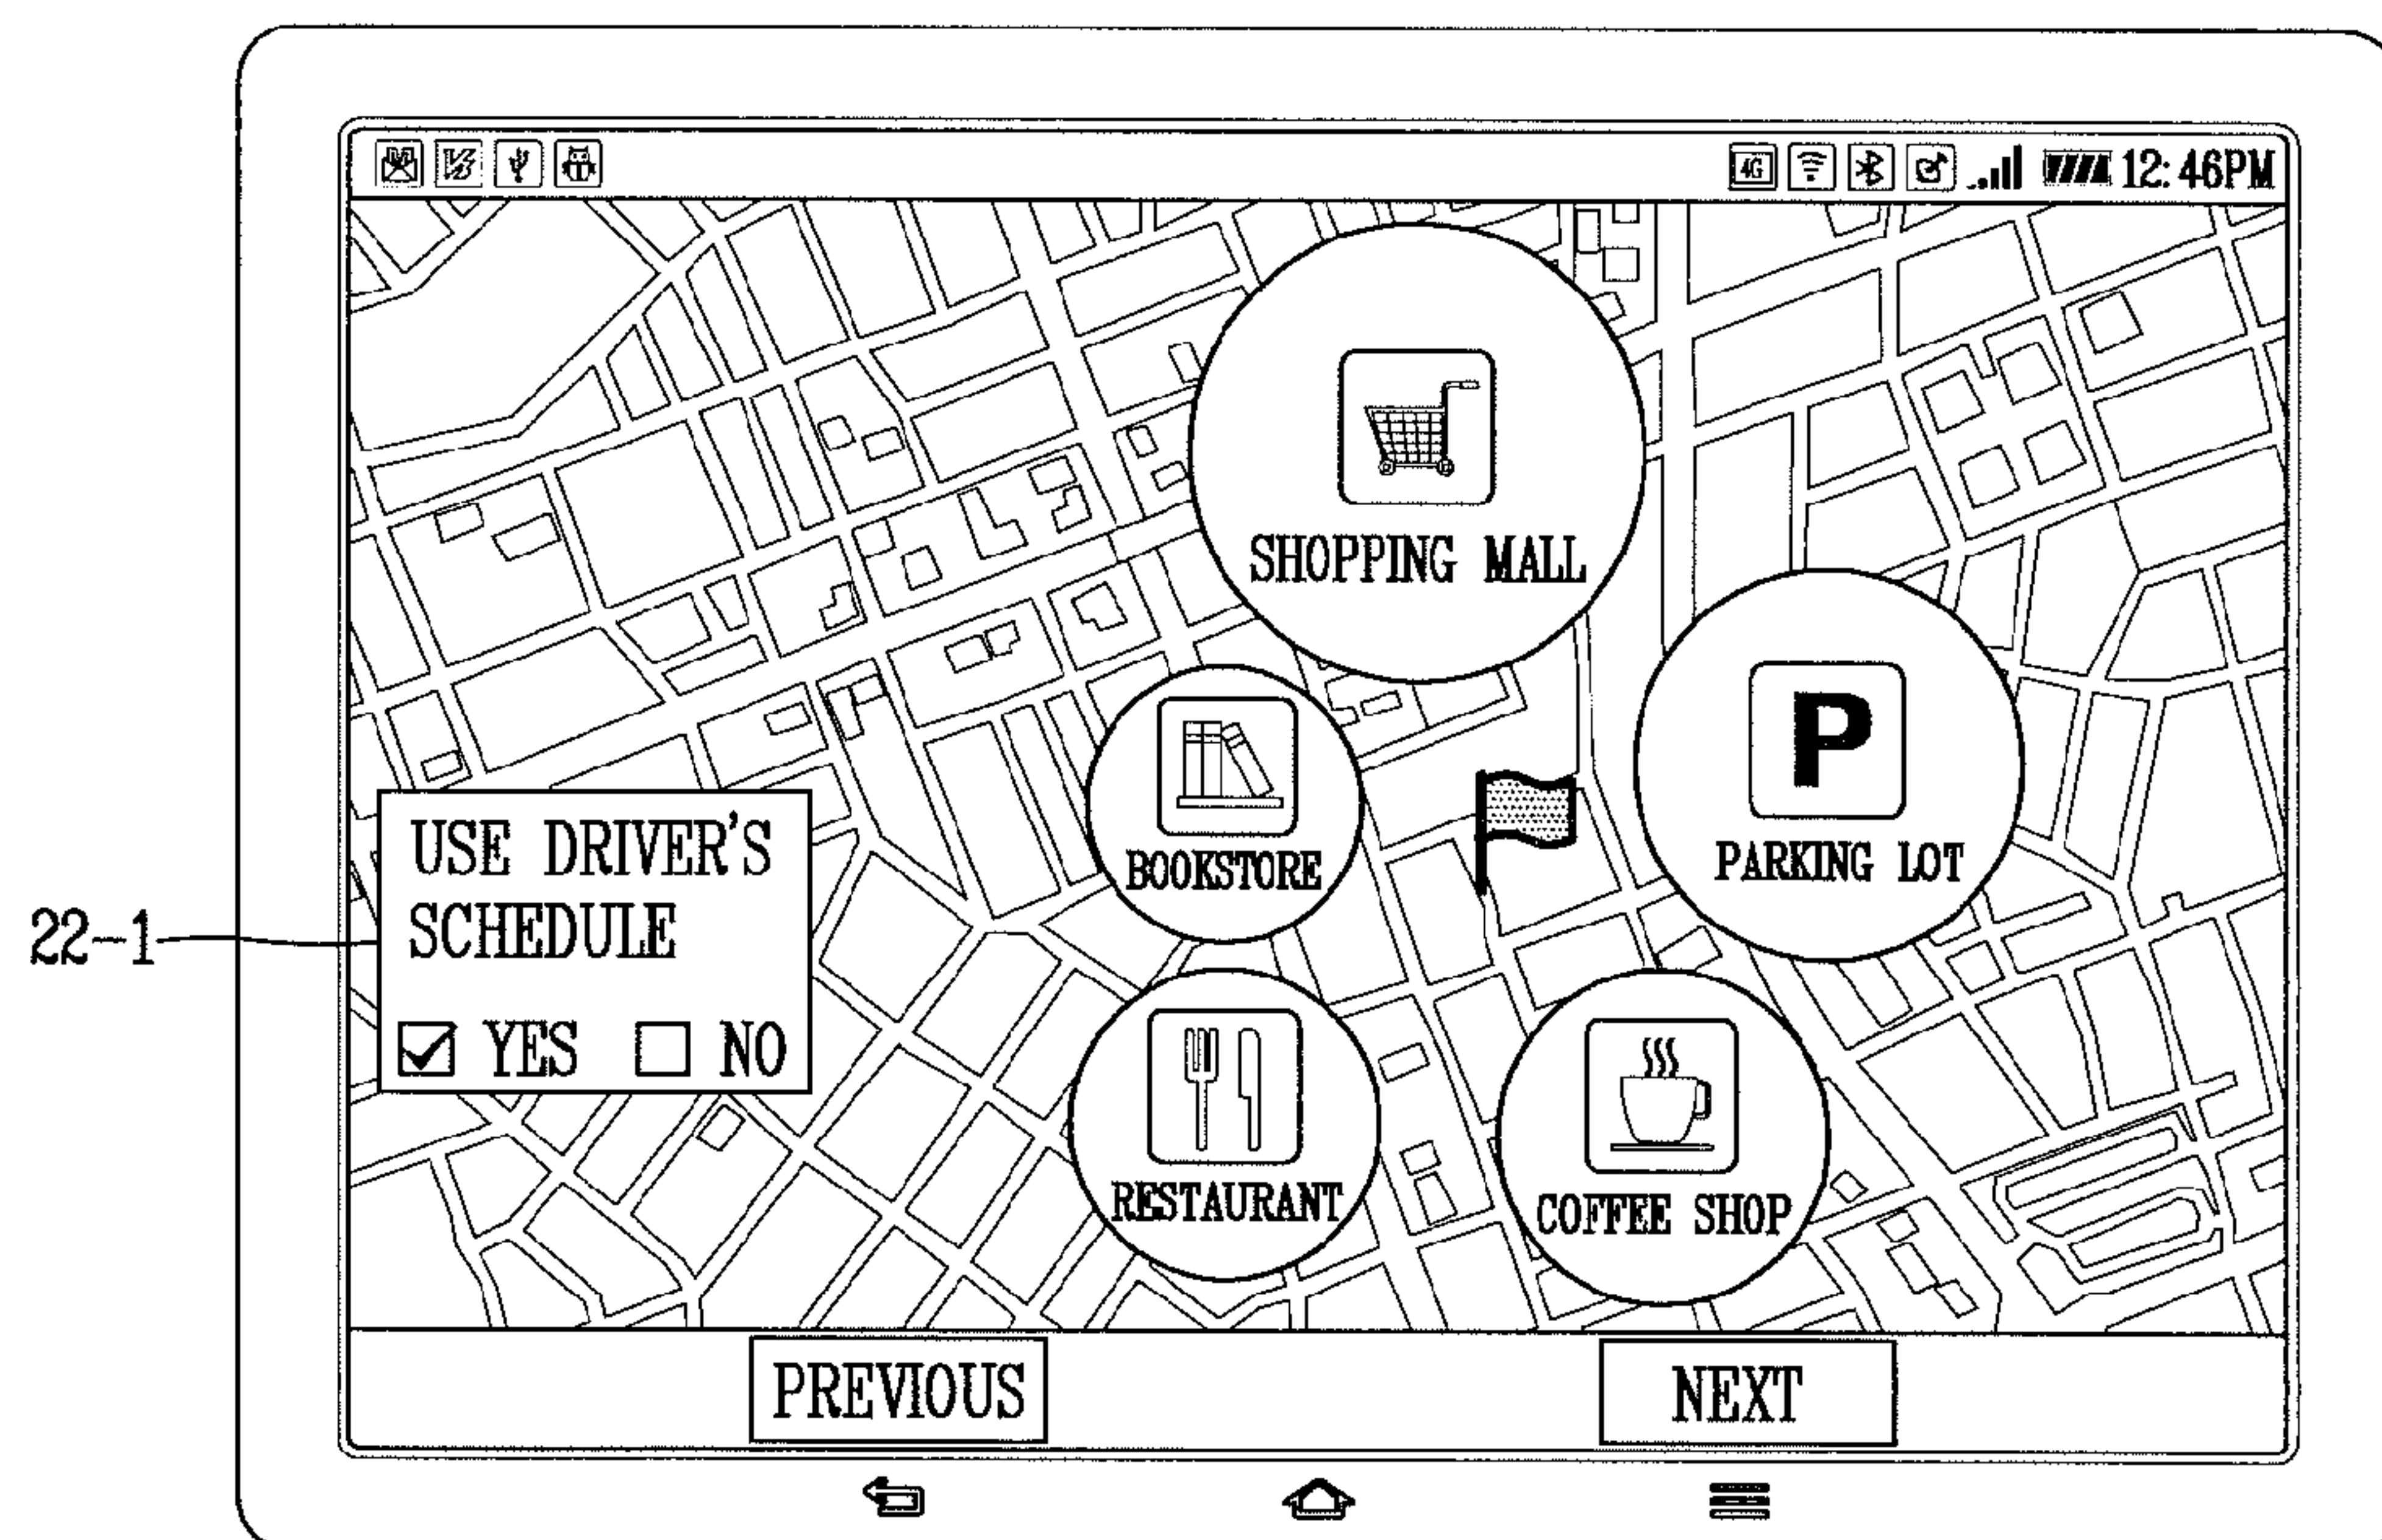 4G
12:46PM
SHOPPING MALL
P
PARKING LOT
BOOKSTORE
USE DRIVER'S
SCHEDULE
22-1
YES NO
RESTAURANT
COFFEE SHOP
PREVIOUS
NEXT